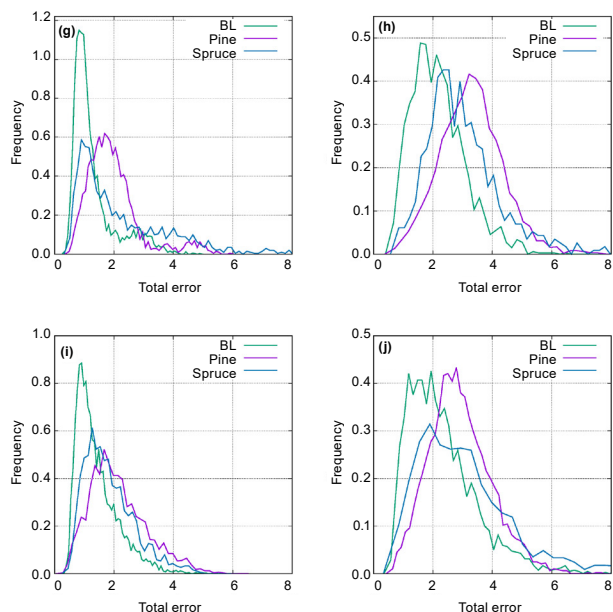 (g)
BL
Pine
Spruce
Frequency
1.2
1.0
0.8
0.6
0.4
0.2
0.0
0 2 4 6 8
Total error
(h)
BL
Pine
Spruce
Frequency
0.5
0.4
0.3
0.2
0.1
0.0
0 2 4 6 8
Total error
(i)
BL
Pine
Spruce
Frequency
1.0
0.8
0.6
0.4
0.2
0.0
0 2 4 6 8
Total error
(j)
BL
Pine
Spruce
Frequency
0.5
0.4
0.3
0.2
0.1
0.0
0 2 4 6 8
Total error